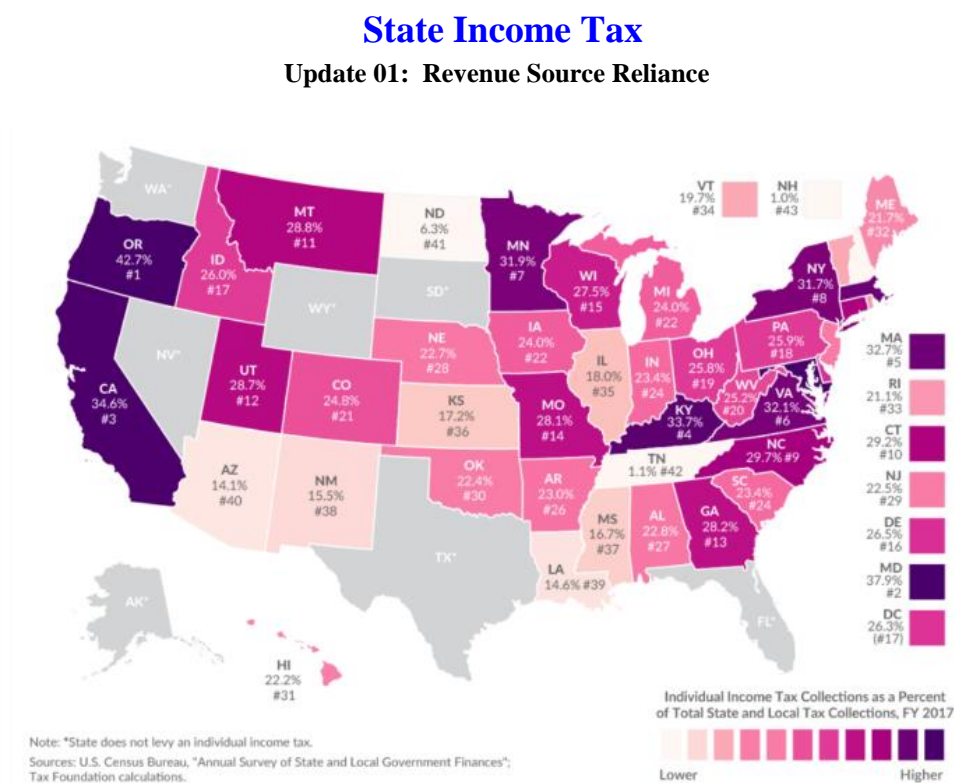 State Income Tax
Update 01: Revenue Source Reliance
WA*
OR
42.7%
#1
MT
28.8%
#11
ID
26.0%
#17
ND
6.3%
#41
MN
31.9%
#7
VT
19.7%
#34
NH
1.0%
#43
ME
21.7%
#32
WY*
SD*
WI
27.5%
#15
MI
24.0%
#22
NY
31.7%
#8
NV*
CA
34.6%
#3
UT
28.7%
#12
CO
24.8%
#21
NE
22.7%
#28
KS
17.2%
#36
IA
24.0%
#22
MO
28.1%
#14
IL
18.0%
#35
IN
23.4%
#24
OH
25.8%
#19
PA
25.9%
#18
WV
25.2%
#20
VA
32.1%
#6
KY
33.7%
#4
MA
32.7%
#5
RI
21.1%
#33
CT
29.2%
#10
NJ
22.5%
#29
DE
26.5%
#16
MD
37.9%
#2
DC
26.3%
(#17)
AZ
14.1%
#40
NM
15.5%
#38
OK
22.4%
#30
AR
23.0%
#26
TN
1.1% #42
NC
29.7% #9
SC
23.4%
#24
MS
16.7%
#37
AL
22.8%
#27
GA
28.2%
#13
LA
14.6% #39
TX*
FL*
AK*
HI
22.2%
#31
Individual Income Tax Collections as a Percent
of Total State and Local Tax Collections, FY 2017
Lower
Higher
Note: *State does not levy an individual income tax.
Sources: U.S. Census Bureau, "Annual Survey of State and Local Government Finances";
Tax Foundation calculations.